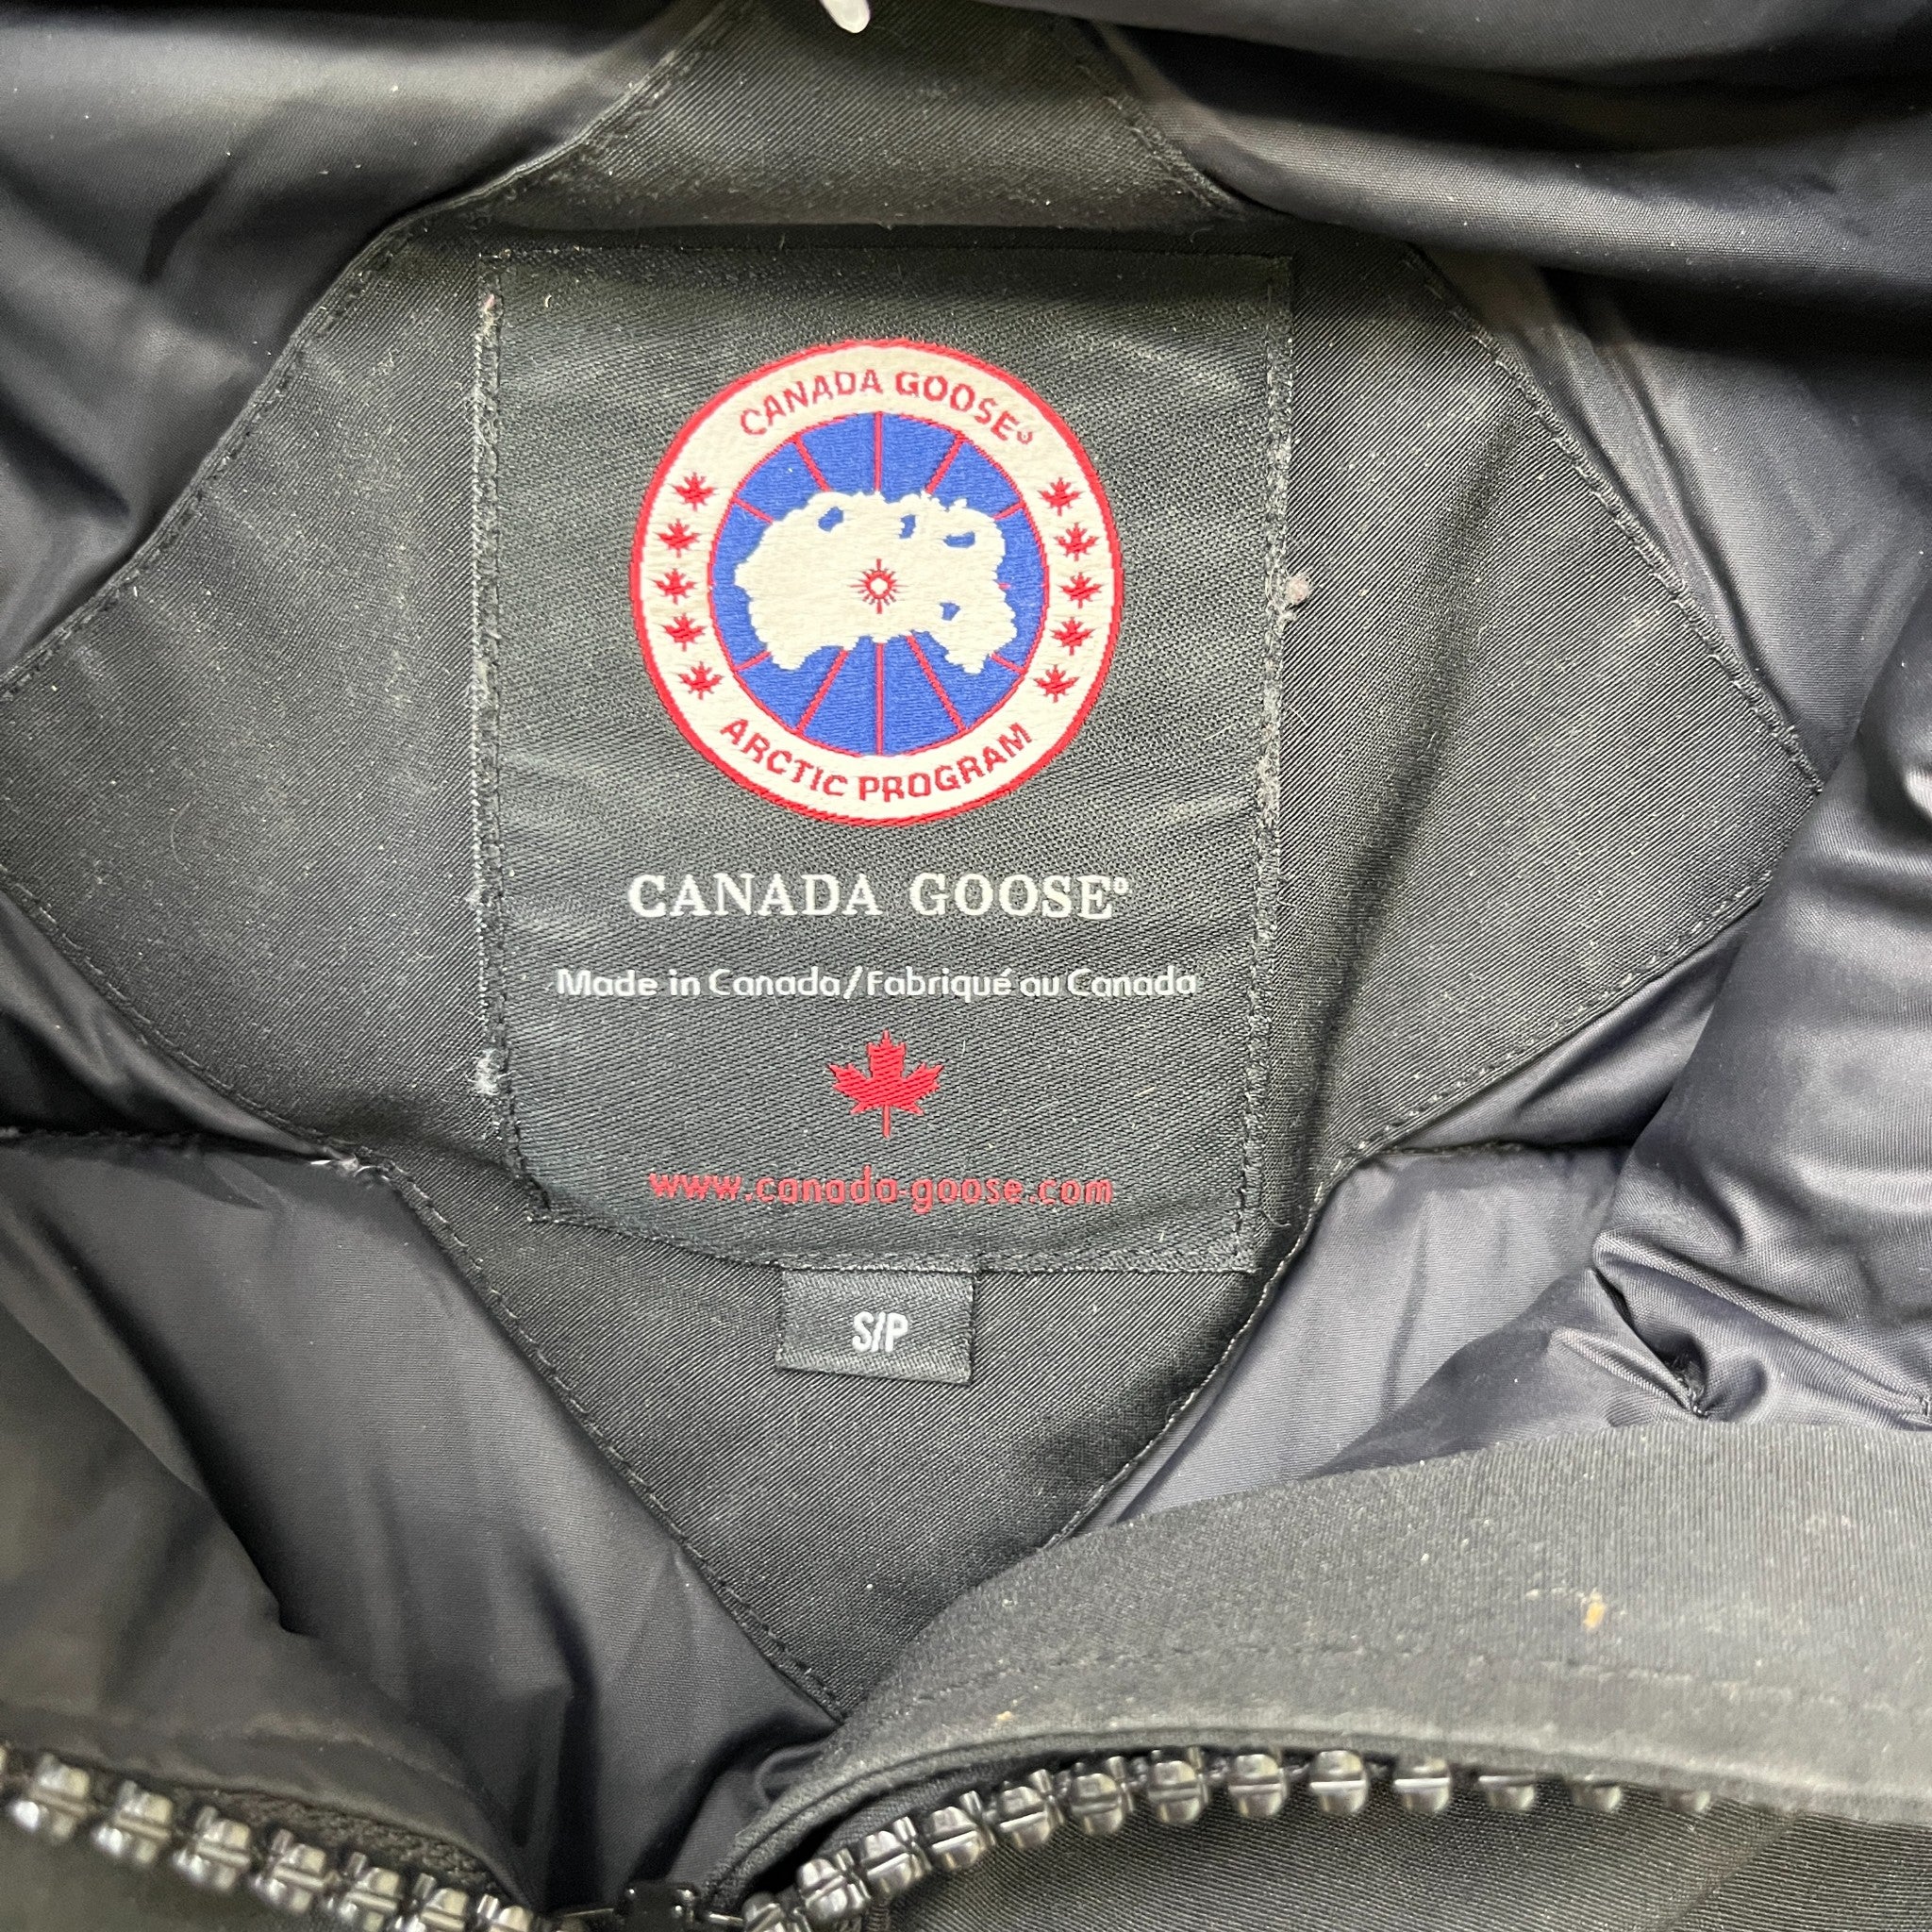 CANADA GOOSE®
ARCTIC PROGRAM
CANADA GOOSE®
Made in Canada/Fabriqué au Canada
www.canada-goose.com
S/P